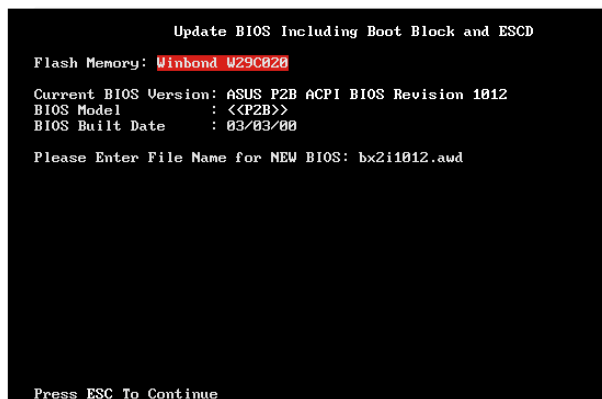 Update BIOS Including Boot Block and ESCD
Flash Memory: Winbond W29C020
Current BIOS Version: ASUS P2B ACPI BIOS Revision 1012
BIOS Model : <<P2B>>
BIOS Built Date : 03/03/00
Please Enter File Name for NEW BIOS: bx2i1012.awd
Press ESC To Continue